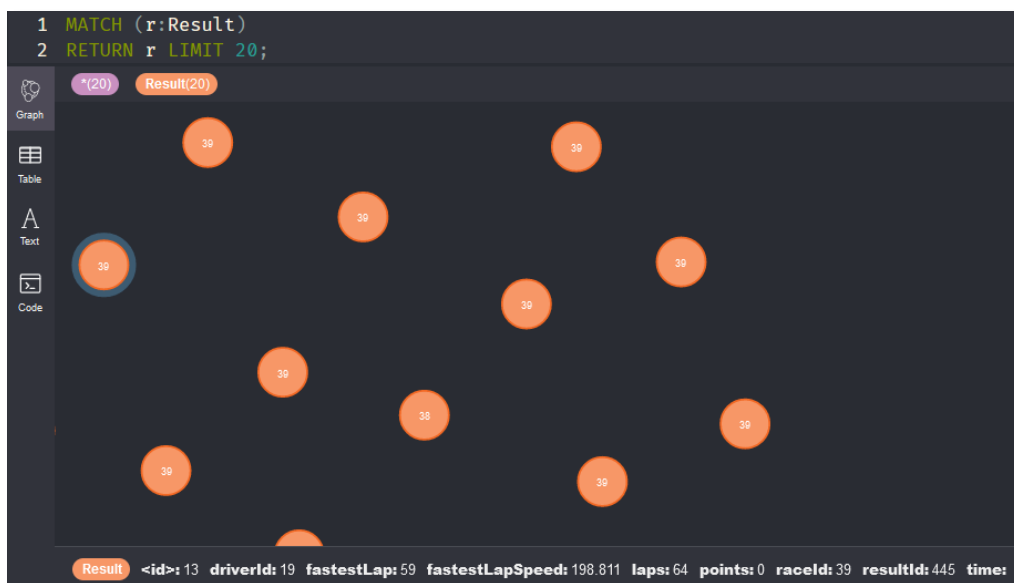 1 MATCH (r:Result)
2 RETURN r LIMIT 20;
*(20) Result(20)
Graph
Table
A
Text
Code
39
39
39
39
39
39
39
38
39
39
39
Result <id>: 13 driverId: 19 fastestLap: 59 fastestLapSpeed: 198.811 laps: 64 points: 0 raceId: 39 resultId: 445 time: